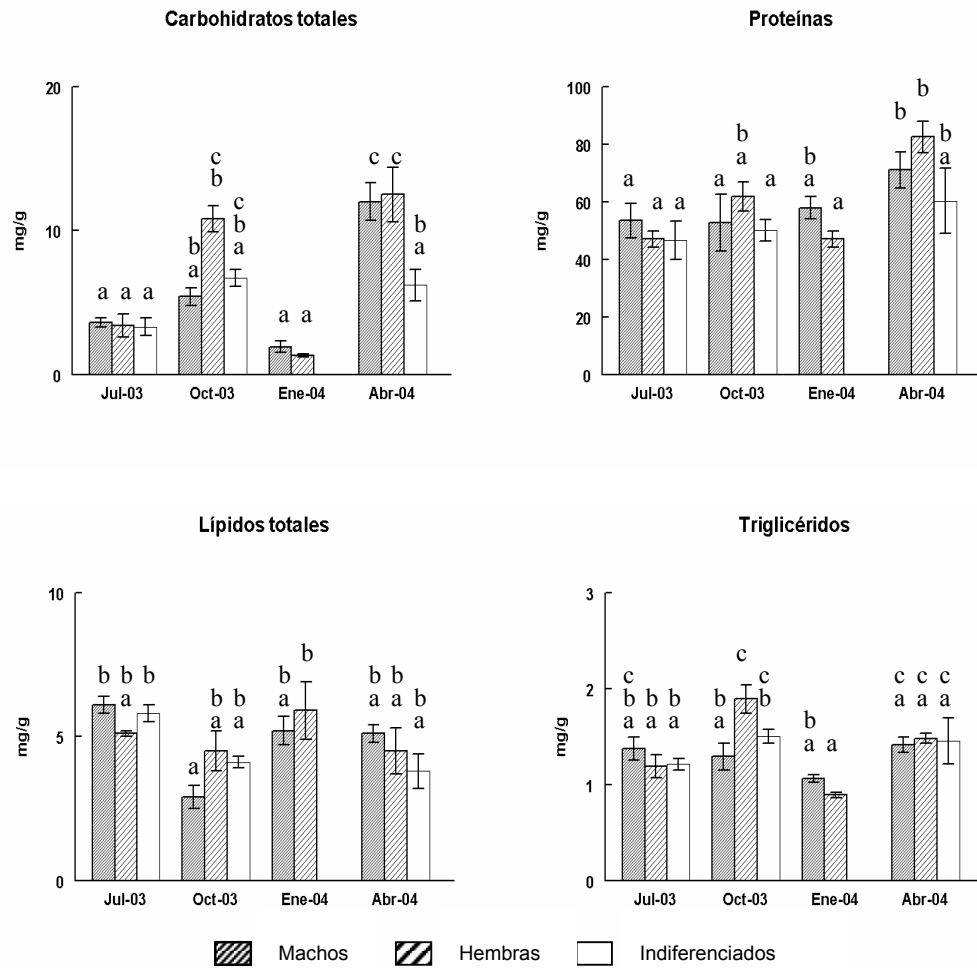 Carbohidratos totales
20
10
0
mg/g
a a a
b a
c b
c b a
a a
c c
b a
Jul-03 Oct-03 Ene-04 Abr-04
Proteínas
100
80
60
40
20
0
mg/g
a a a
a
b a
a
b a
a
b b
b a
Jul-03 Oct-03 Ene-04 Abr-04
Lípidos totales
10
5
0
mg/g
b
b a
b
a
b a
b a
b a
b
b a
b a
b a
Jul-03 Oct-03 Ene-04 Abr-04
Triglicéridos
3
2
1
0
mg/g
c b a
b a
b a
b a
c
c b
b a
a
c a
c a
c a
Jul-03 Oct-03 Ene-04 Abr-04
Machos Hembras Indiferenciados